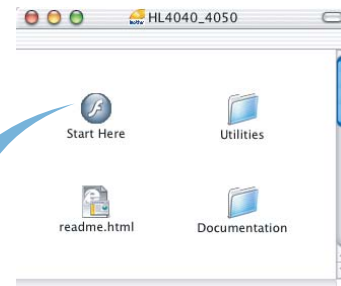 HL4040_4050
Start Here
Utilities
readme.html
Documentation